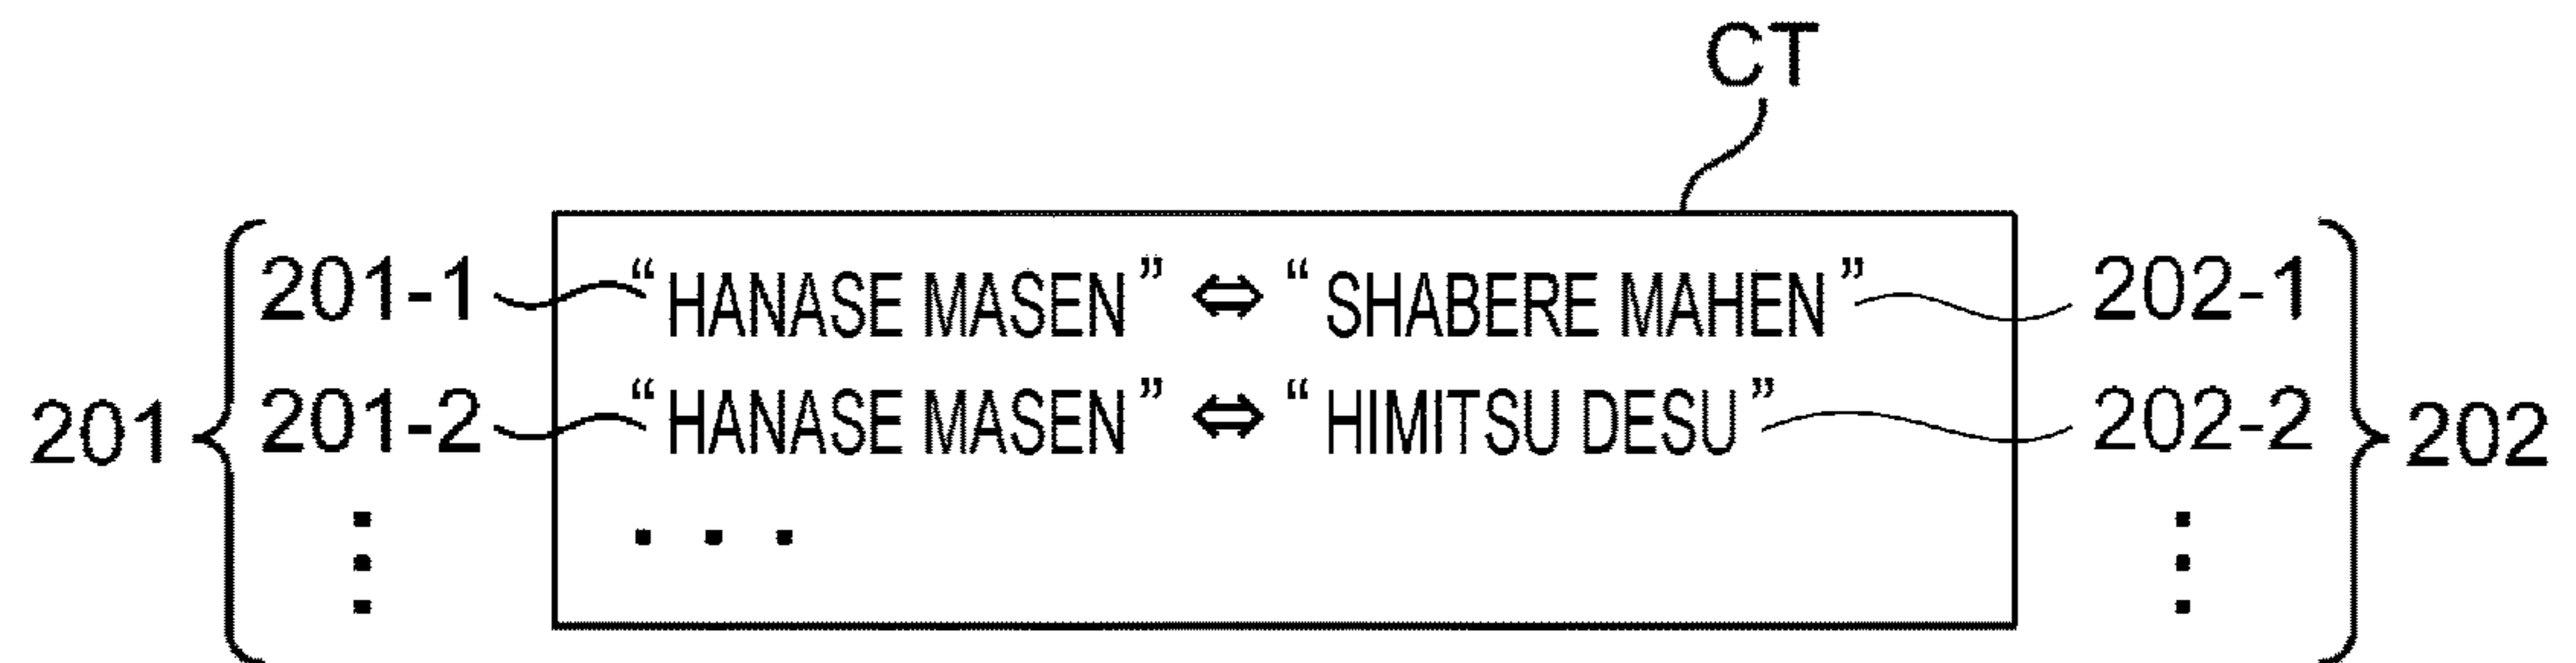 CT
201-1 “HANASE MASEN” ⇔ “SHABERE MAHEN” 202-1
201 201-2 “HANASE MASEN” ⇔ “HIMITSU DESU” 202-2 202
. . .